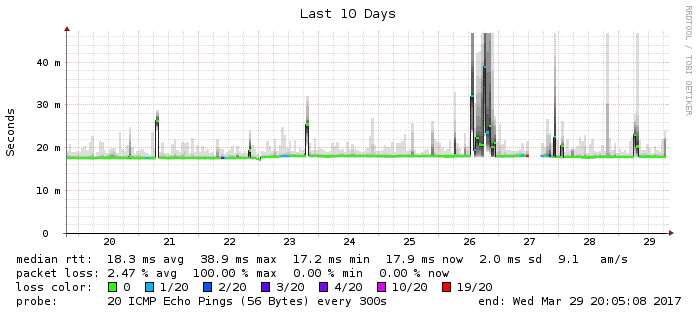 Last 10 Days
RRDTOOL / TOBI OETIKER
Seconds
40 m
30 m
20 m
10 m
0
20 21 22 23 24 25 26 27 28 29
median rtt: 18.3 ms avg 38.9 ms max 17.2 ms min 17.9 ms now 2.0 ms sd 9.1 am/s
packet loss: 2.47 % avg 100.00 % max 0.00 % min 0.00 % now
loss color: 0 1/20 2/20 3/20 4/20 10/20 19/20
probe: 20 ICMP Echo Pings (56 Bytes) every 300s end: Wed Mar 29 20:05:08 2017